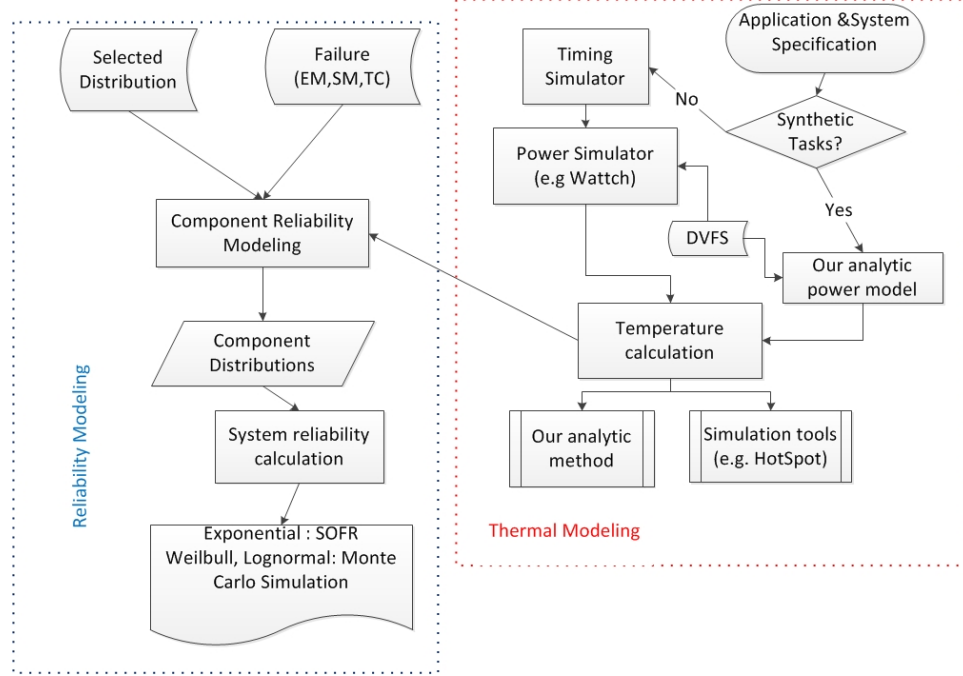 Selected
Distribution
Failure
(EM,SM,TC)
Component Reliability
Modeling
Component
Distributions
System reliability
calculation
Exponential : SOFR
Weilbull, Lognormal: Monte
Carlo Simulation
Reliability Modeling
Application &System
Specification
Synthetic
Tasks?
No
Yes
Timing
Simulator
Power Simulator
(e.g Wattch)
DVFS
Our analytic
power model
Temperature
calculation
Our analytic
method
Simulation tools
(e.g. HotSpot)
Thermal Modeling